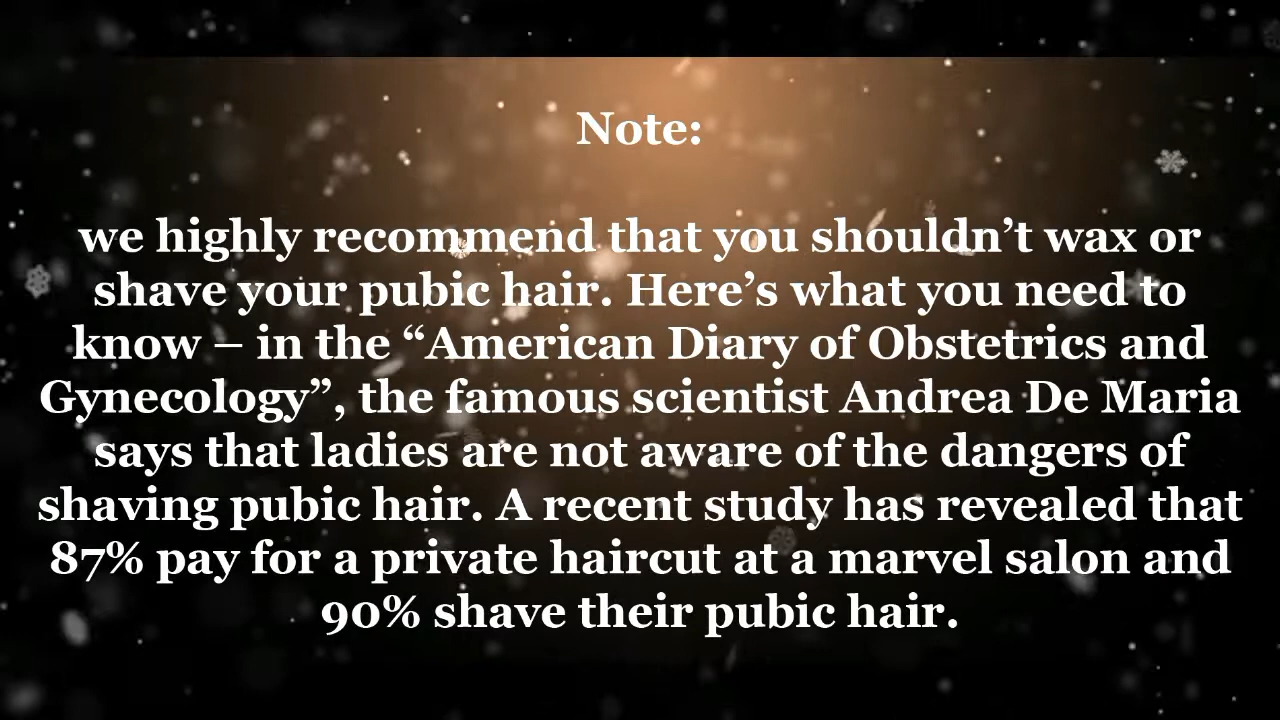 Note:
we highly recommend that you shouldn’t wax or
shave your pubic hair. Here’s what you need to
know – in the “American Diary of Obstetrics and
Gynecology”, the famous scientist Andrea De Maria
says that ladies are not aware of the dangers of
shaving pubic hair. A recent study has revealed that
87% pay for a private haircut at a marvel salon and
90% shave their pubic hair.